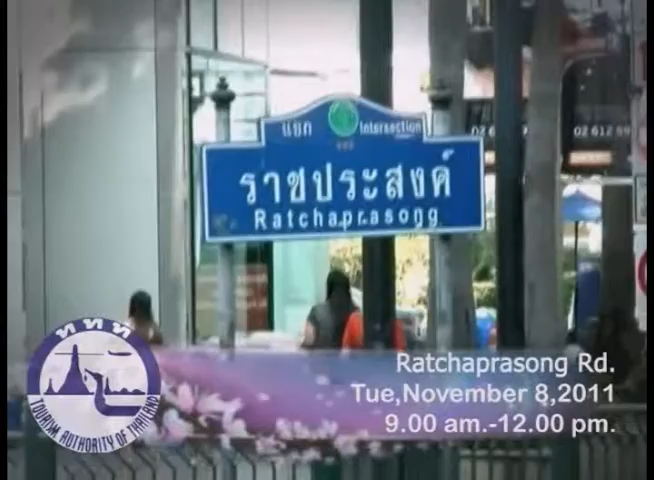 แยก
Intersection
ราชประสงค์
Ratchaprasong
ททท
TOURISM AUTHORITY OF THAILAND
Ratchaprasong Rd.
Tue,November 8,2011
9.00 am.-12.00 pm.